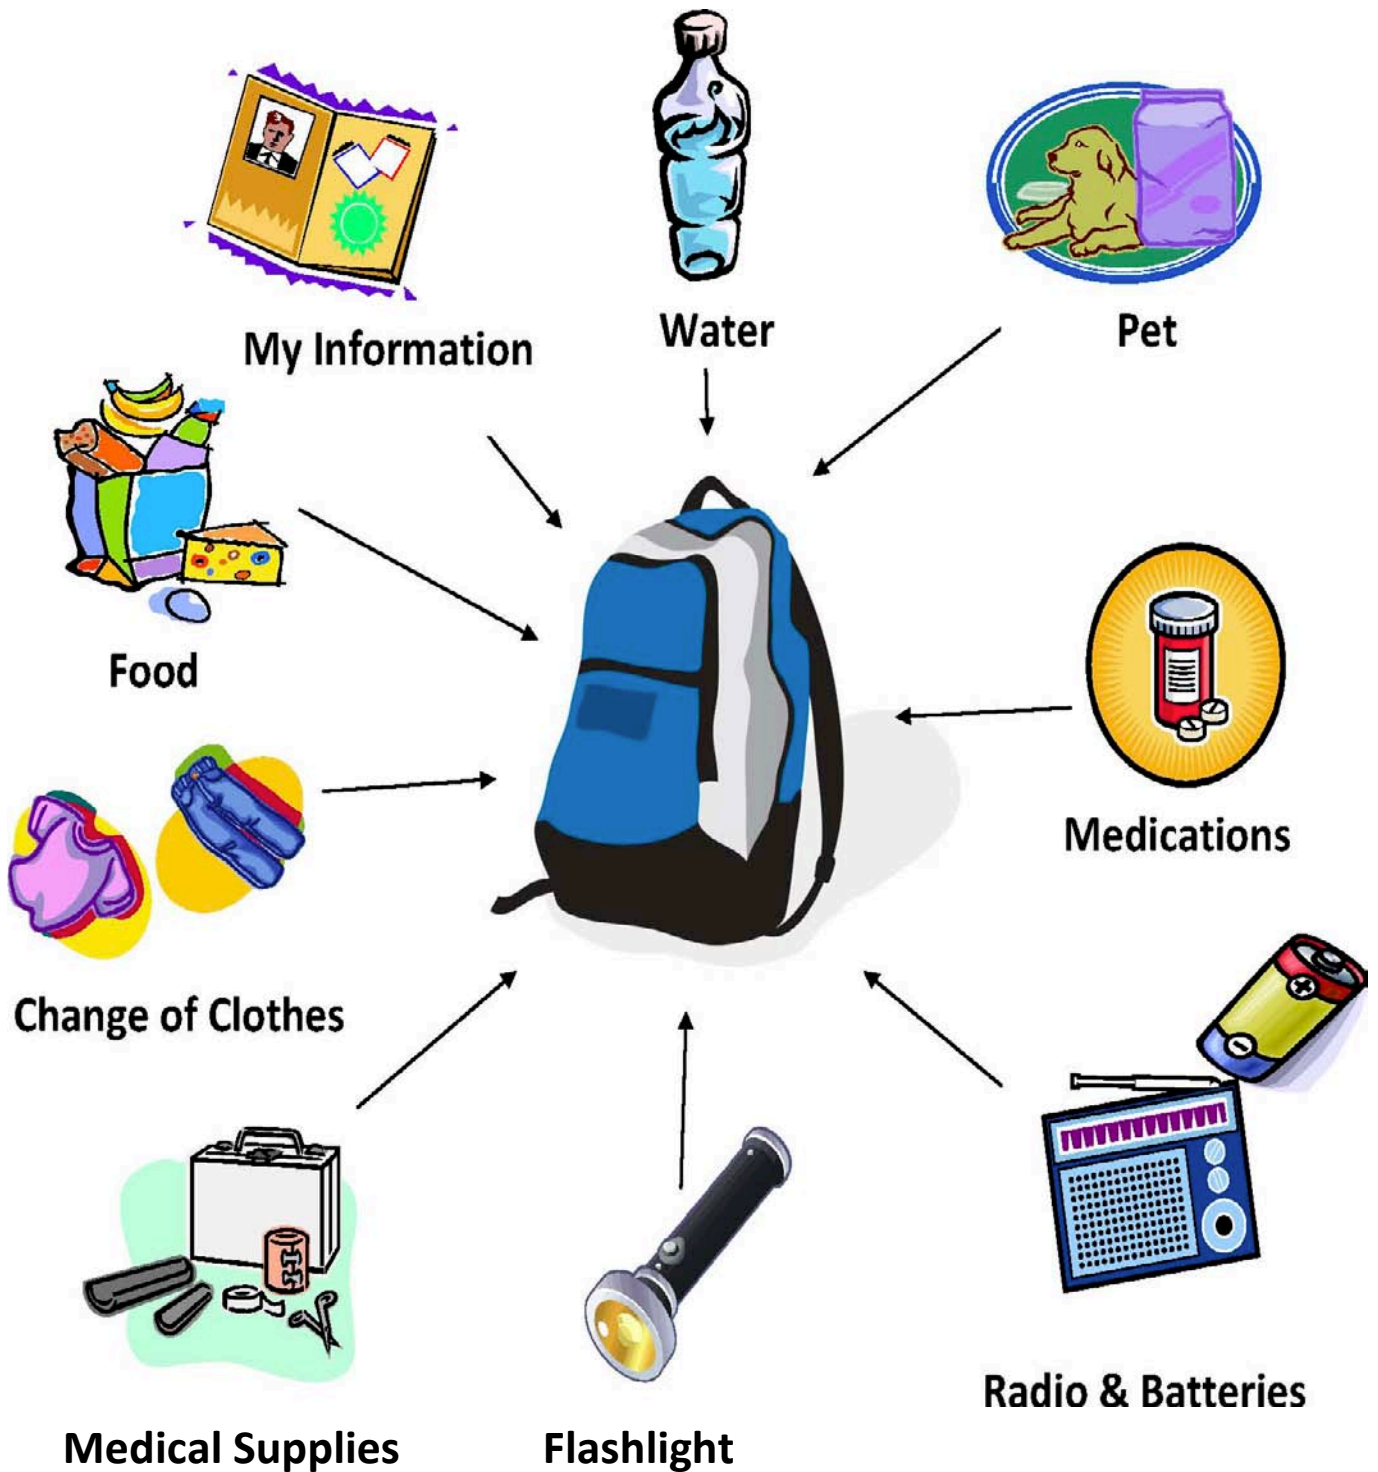 My Information
Water
Pet
Food
Medications
Change of Clothes
Radio & Batteries
Medical Supplies
Flashlight